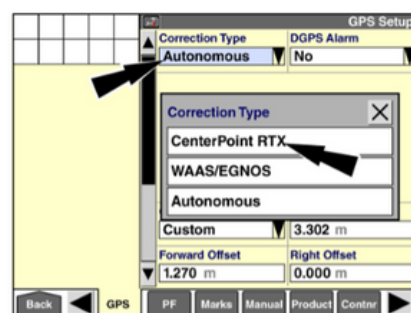 GPS Setup
Correction Type DGPS Alarm
Autonomous No
Correction Type
CenterPoint RTX
WAAS/EGNOS
Autonomous
Custom 3.302 m
Forward Offset Right Offset
1.270 m 0.000 m
Back GPS PF Marks Manual Product Contnr